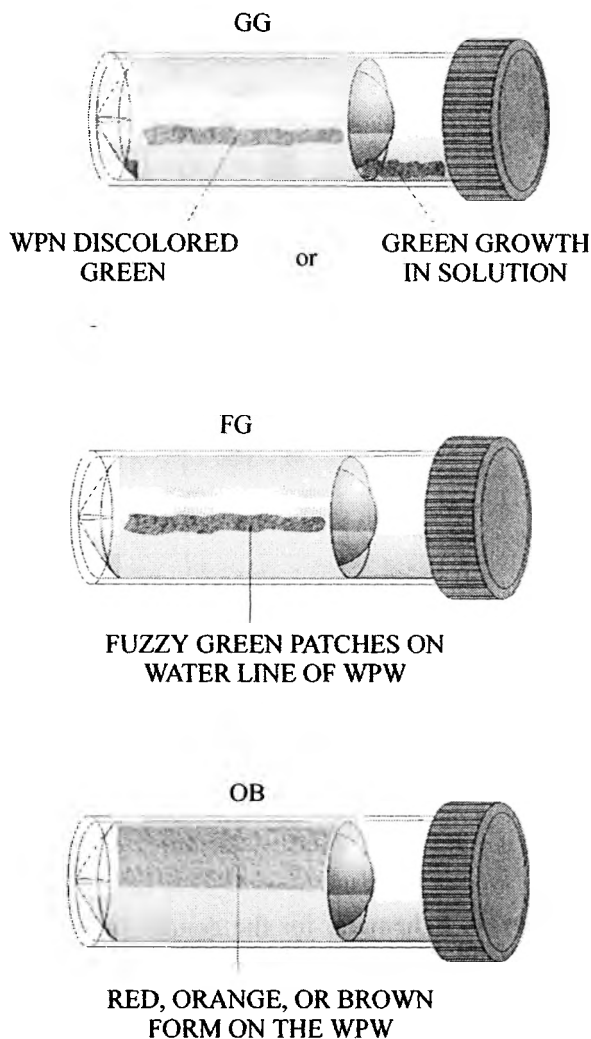 GG
WPN DISCOLORED
GREEN
or
GREEN GROWTH
IN SOLUTION
FG
FUZZY GREEN PATCHES ON
WATER LINE OF WPW
OB
RED, ORANGE, OR BROWN
FORM ON THE WPW